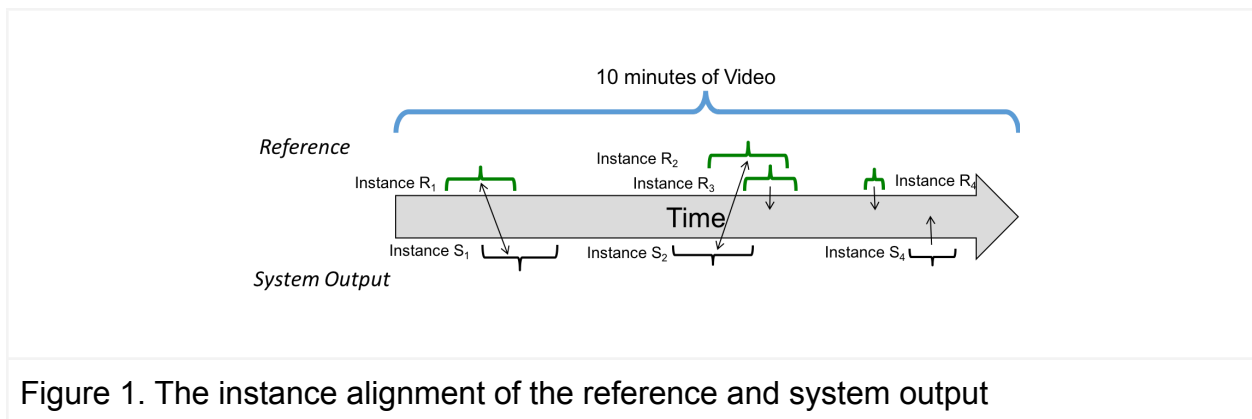 10 minutes of Video
Reference
Instance R₂
Instance R₁
Instance R₃
Instance R₄
Time
Instance S₁
Instance S₂
Instance S₄
System Output
Figure 1. The instance alignment of the reference and system output